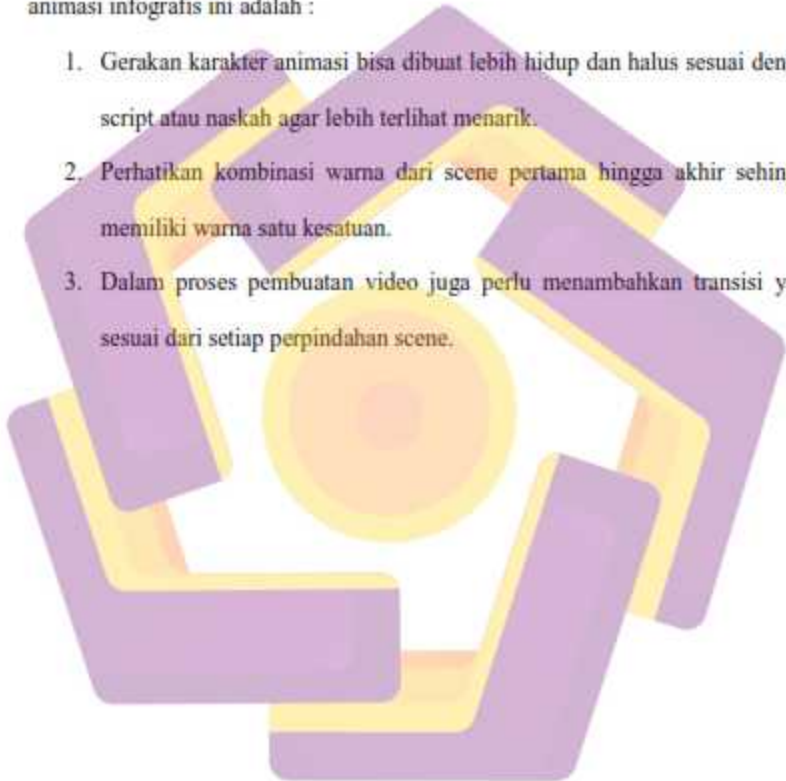 animasi infografis ini adalah :
1. Gerakan karakter animasi bisa dibuat lebih hidup dan halus sesuai den
script atau naskah agar lebih terlihat menarik.
2. Perhatikan kombinasi warna dari scene pertama hingga akhir sehin
memiliki warna satu kesatuan.
3. Dalam proses pembuatan video juga perlu menambahkan transisi y
sesuai dari setiap perpindahan scene.